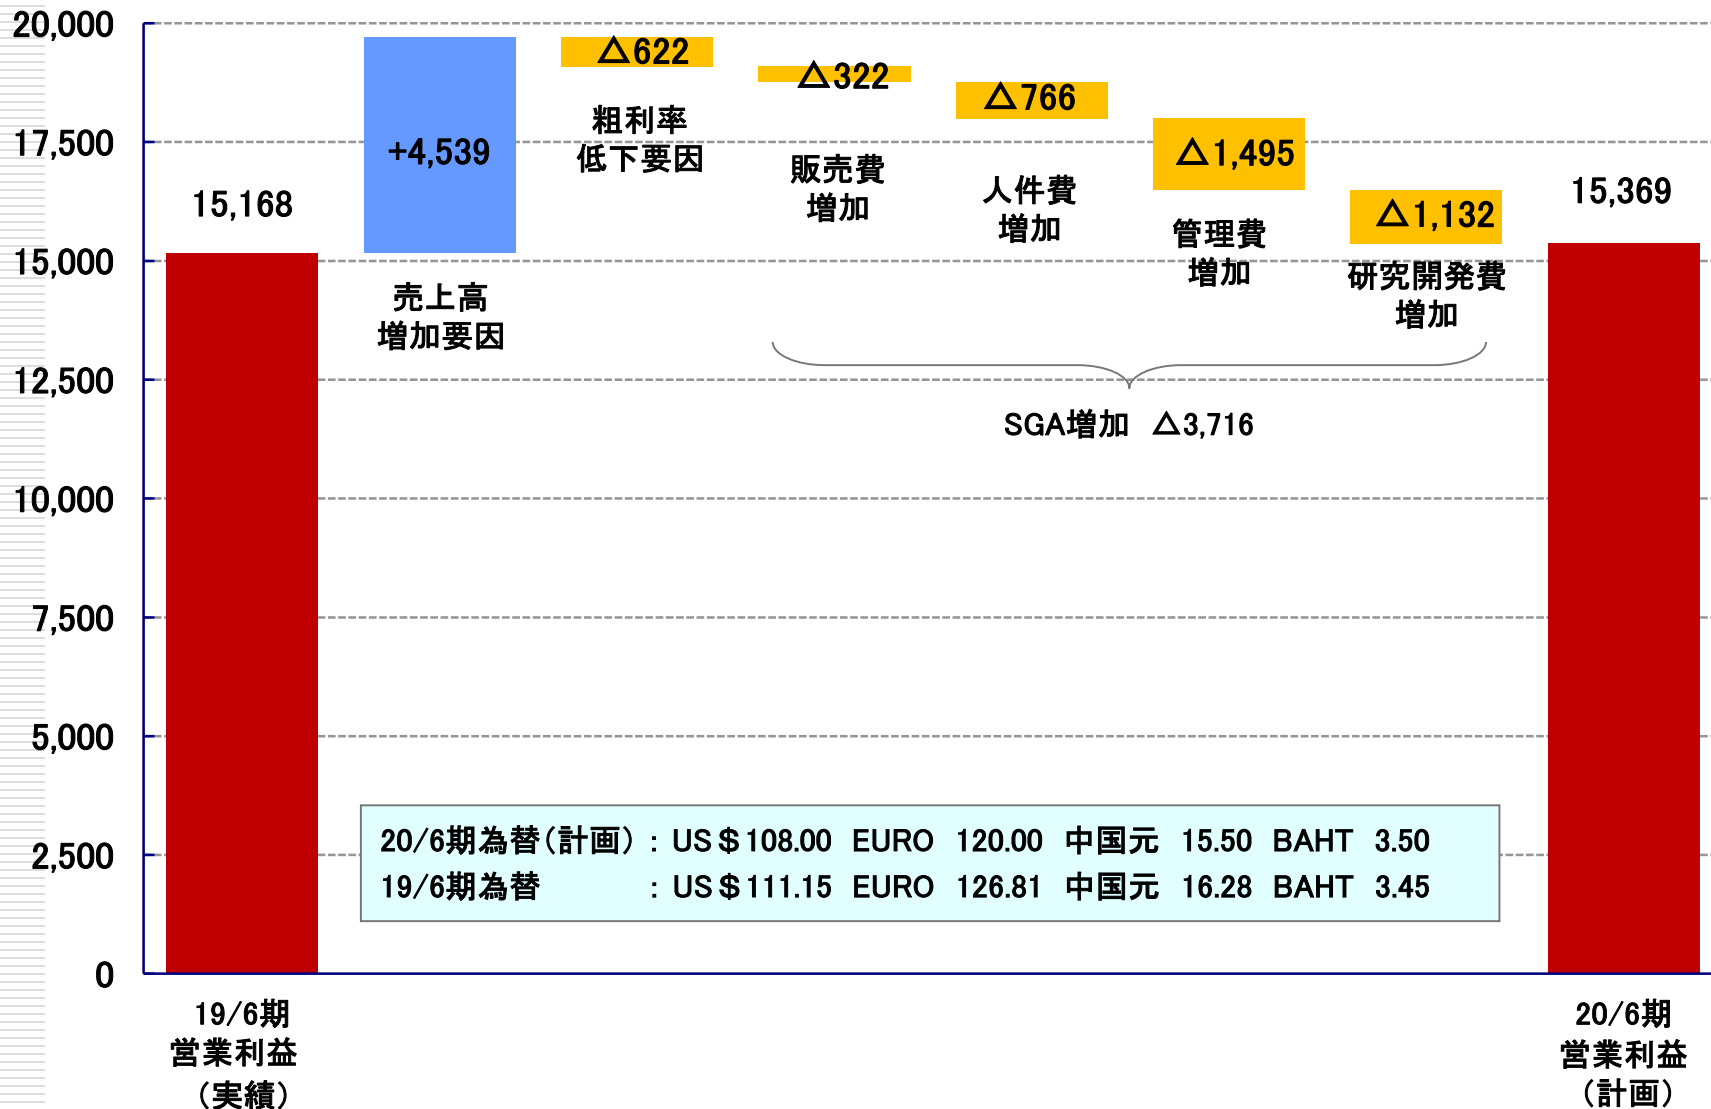 20,000
17,500
15,000
12,500
10,000
7,500
5,000
2,500
0
15,168
+4,539
売上高
増加要因
△622
粗利率
低下要因
△322
販売費
増加
△766
人件費
増加
△1,495
管理費
増加
△1,132
研究開発費
増加
15,369
SGA増加 △3,716
20/6期為替(計画) : US＄108.00 EURO 120.00 中国元 15.50 BAHT 3.50
19/6期為替 : US＄111.15 EURO 126.81 中国元 16.28 BAHT 3.45
19/6期
営業利益
(実績)
20/6期
営業利益
(計画)